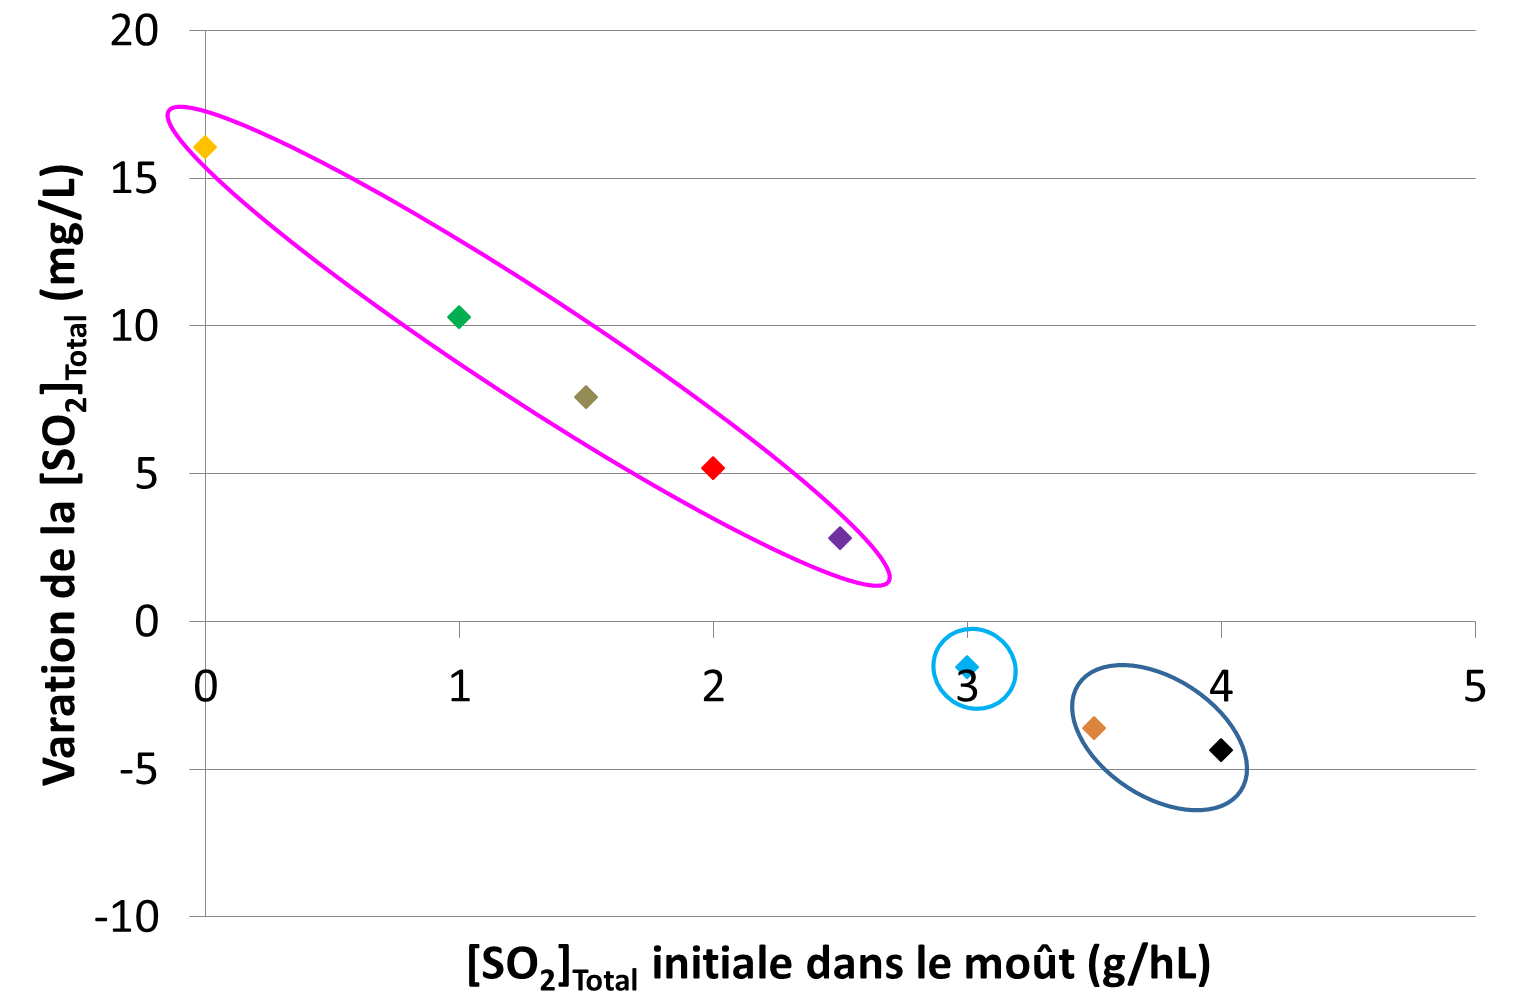 Varation de la [SO₂]Total (mg/L)
20
15
10
5
0
-5
-10
0 1 2 3 4 5
[SO₂]Total initiale dans le moût (g/hL)